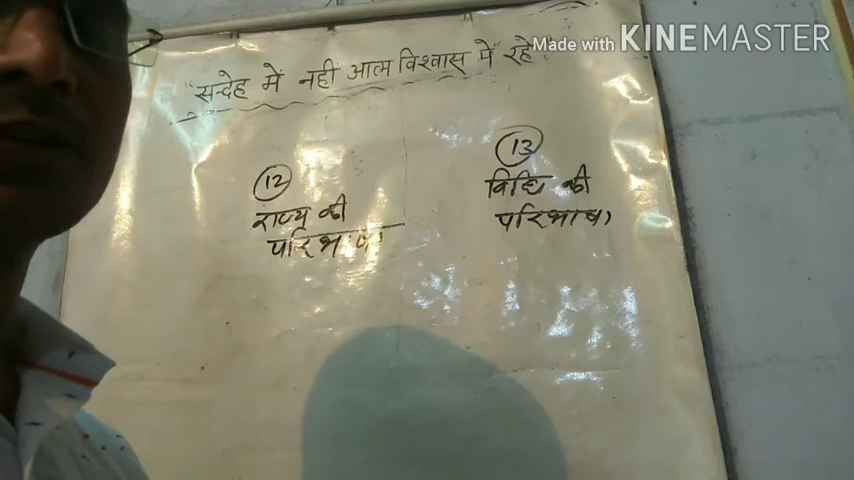 Made with KINEMASTER
"सन्देह में नहीं आत्म विश्वास में रहे"
12
राज्य की
परिभाषा
13
विधि की
परिभाषा